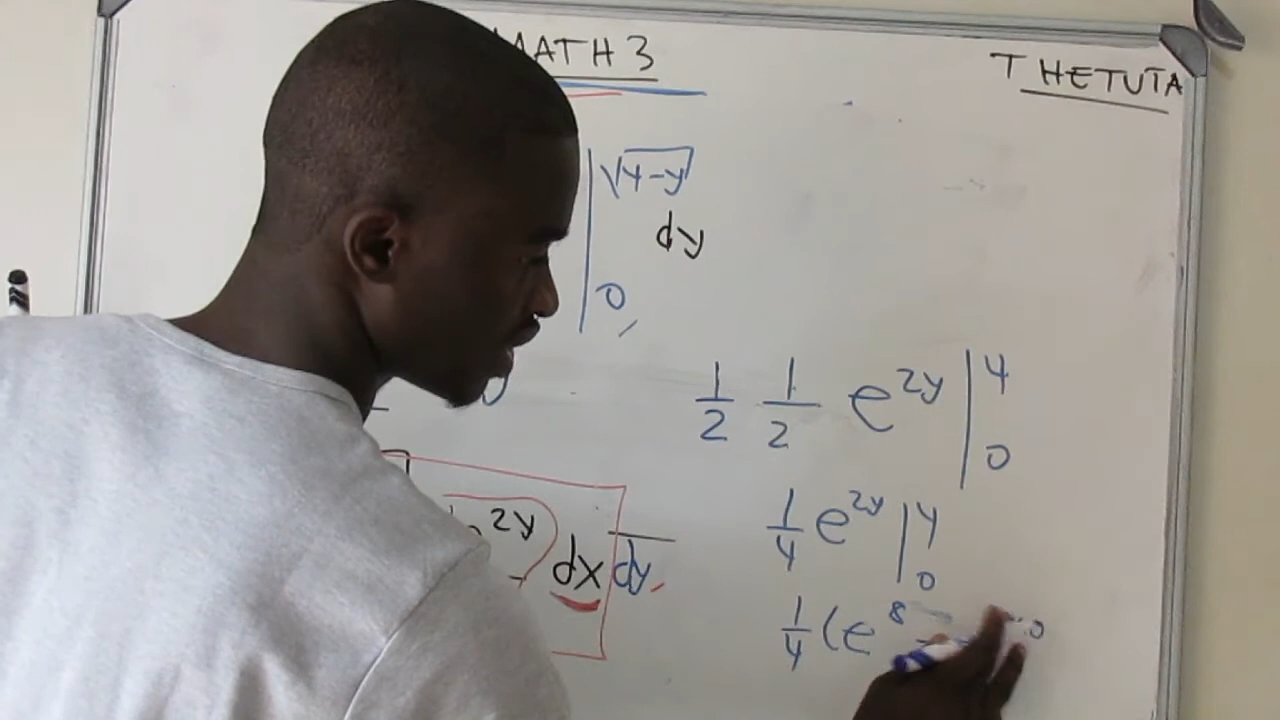 MATH 3
THETUTA
√4-y
dy
0
1/2 1/2 e^2y | 4 0
2y dx dy
1/4 e^2y | 4 0
1/4 (e^8 -